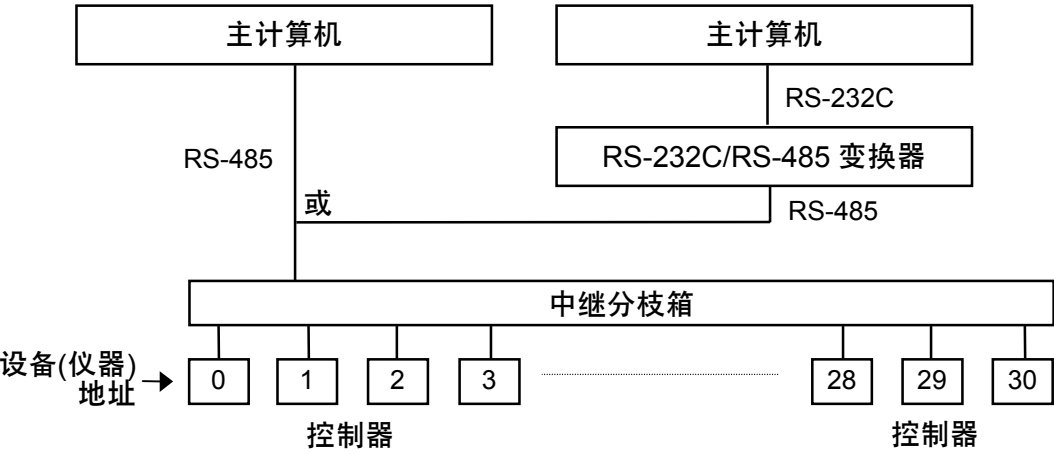 主计算机
主计算机
RS-232C
RS-485
RS-232C/RS-485 变换器
或
RS-485
中继分枝箱
设备(仪器)
地址
0
1
2
3
28
29
30
控制器
控制器